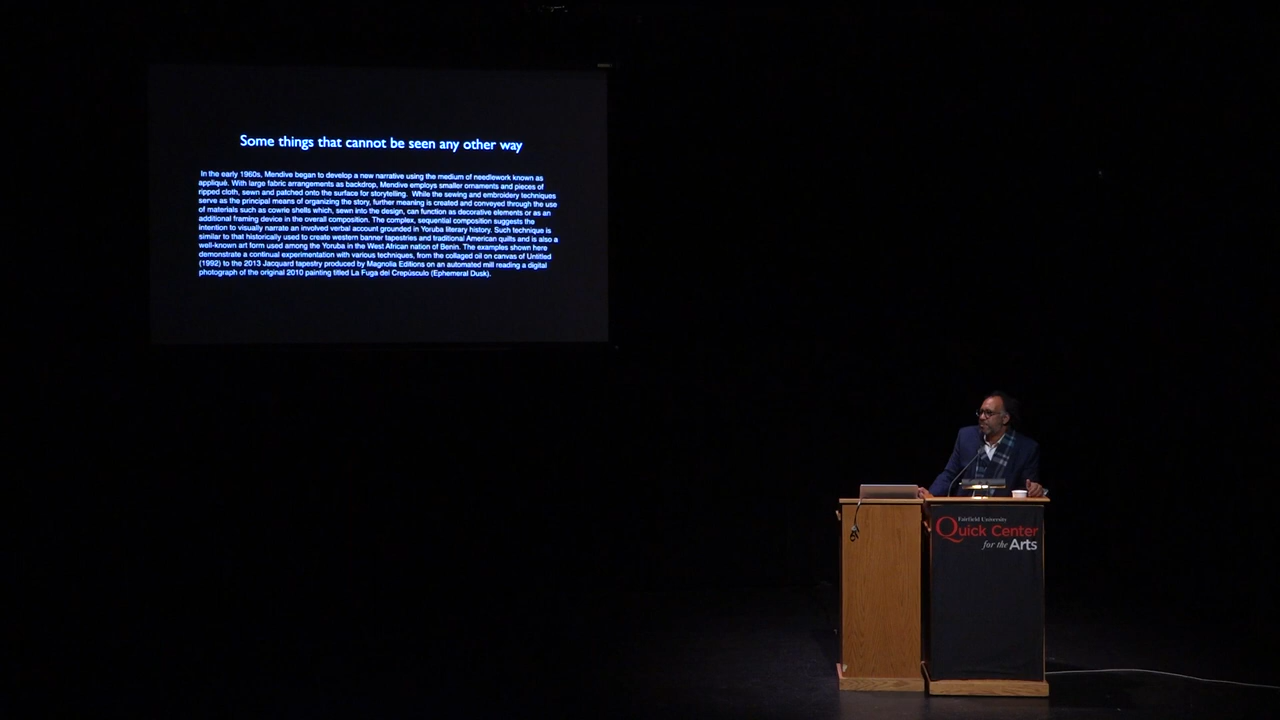 Some things that cannot be seen any other way
In the early 1960s, Mendive began to develop a new narrative using the medium of needlework known as
appliqué. With large fabric arrangements as backdrop, Mendive employs smaller ornaments and pieces of
ripped cloth, sewn and patched onto the surface for storytelling. While the sewing and embroidery techniques
serve as the principal means of organizing the story, further meaning is created and conveyed through the use
of materials such as cowrie shells which, sewn into the design, can function as decorative elements or as an
additional framing device in the overall composition. The complex, sequential composition suggests the
intention to visually narrate an involved verbal account grounded in Yoruba literary history. Such technique is
similar to that historically used to create western banner tapestries and traditional American quilts and is also a
well-known art form used among the Yoruba in the West African nation of Benin. The examples shown here
demonstrate a continual experimentation with various techniques, from the collaged oil on canvas of Untitled
(1992) to the 2013 Jacquard tapestry produced by Magnolia Editions on an automated mill reading a digital
photograph of the original 2010 painting titled La Fuga del Crepúsculo (Ephemeral Dusk).
Fairfield University
Quick Center
for the Arts